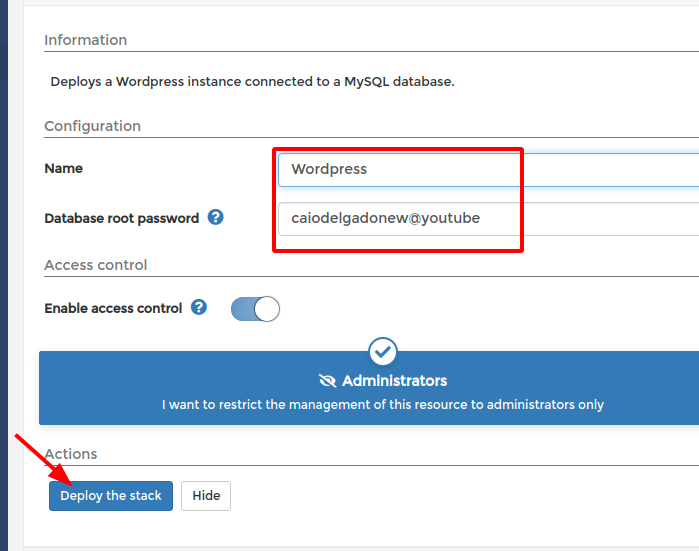 Information
Deploys a Wordpress instance connected to a MySQL database.
Configuration
Name
Wordpress
Database root password ?
caiodelgadonew@youtube
Access control
Enable access control ?
Administrators
I want to restrict the management of this resource to administrators only
Actions
Deploy the stack
Hide